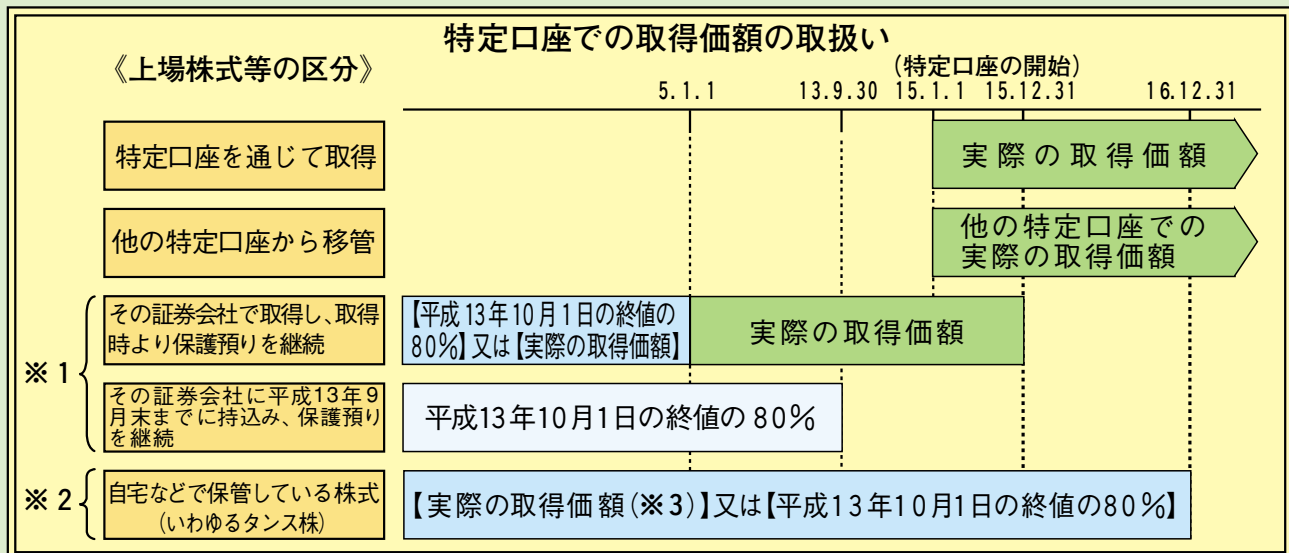 特定口座での取得価額の取扱い
《上場株式等の区分》
(特定口座の開始)
5.1.1 13.9.30 15.1.1 15.12.31 16.12.31
特定口座を通じて取得
実際の取得価額
他の特定口座から移管
他の特定口座での
実際の取得価額
※1
その証券会社で取得し、取得
時より保護預りを継続
【平成13年10月1日の終値の
80％】又は【実際の取得価額】
実際の取得価額
その証券会社に平成13年9
月末までに持込み、保護預り
を継続
平成13年10月1日の終値の80％
※2
自宅などで保管している株式
(いわゆるタンス株)
【実際の取得価額(※3)】又は【平成13年10月1日の終値の80％】